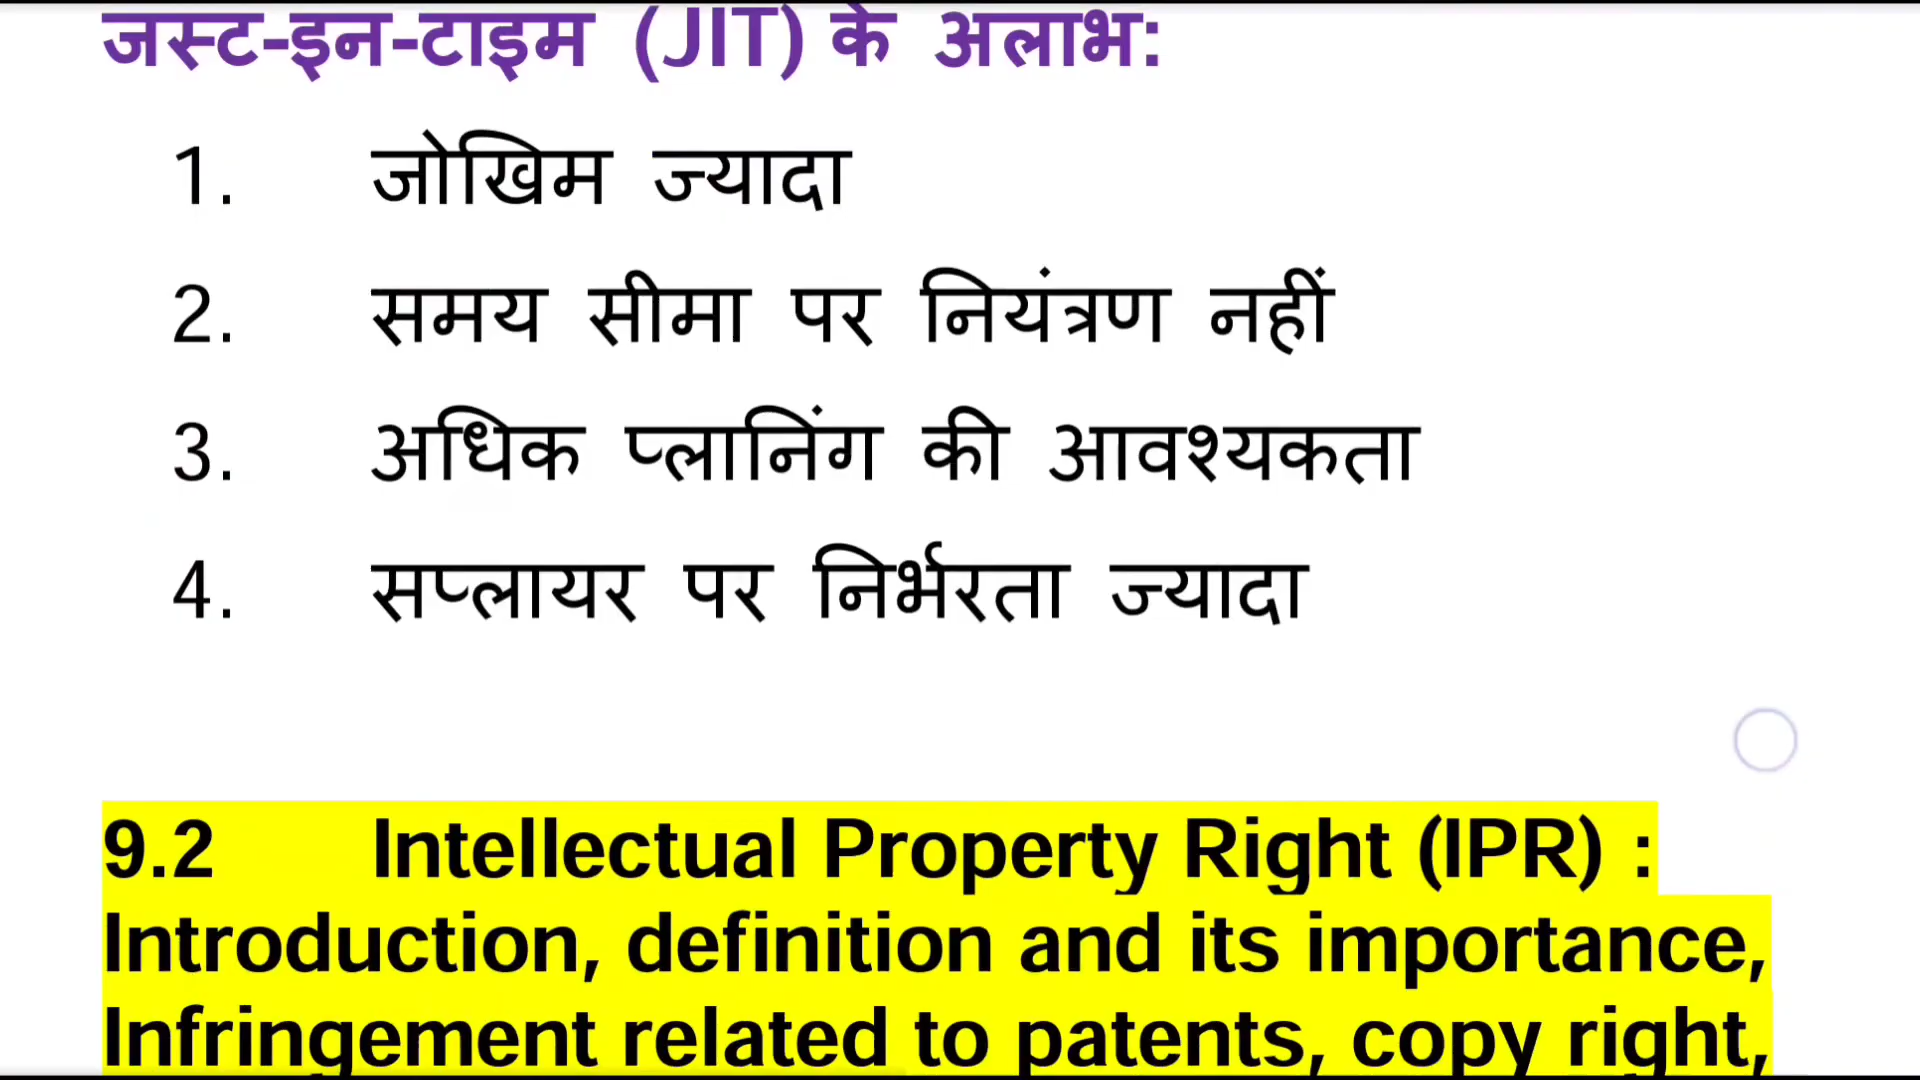 जस्ट-इन-टाइम (JIT) के अलाभ:
1. जोखिम ज्यादा
2. समय सीमा पर नियंत्रण नहीं
3. अधिक प्लानिंग की आवश्यकता
4. सप्लायर पर निर्भरता ज्यादा
9.2 Intellectual Property Right (IPR) :
Introduction, definition and its importance,
Infringement related to patents, copy right,